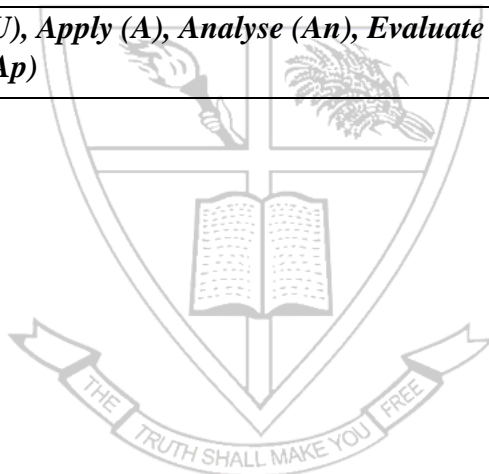 U), Apply (A), Analyse (An), Evaluate
Ap)
THE TRUTH SHALL MAKE YOU FREE